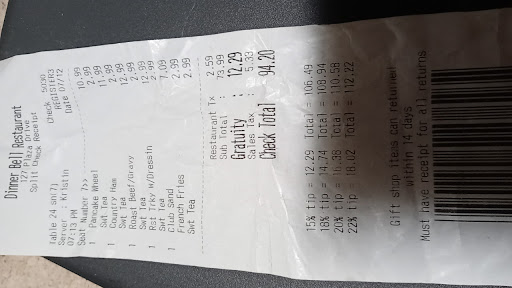 Dinner Bell Restaurant
27 Plaza Drive
Split Check Receipt
Table 24 Check 5030
Server : Kristin REGISTER3
07:13 PM Date 07/12
Seat Number 7>>
1 Pancake Wheel 10.99
Swt Tea 2.99
1 Country Ham 11.99
Swt Tea 2.99
1 Roast Beef/Gravy 12.99
Swt Tea 2.99
1 Rst Trky w/Dressin 12.99
Swt Tea 2.99
1 Club Sand 7.09
French Fries 2.99
Swt Tea 2.99
Restaurant Tx 2.59
Sub Total : 73.99
Gratuity : 12.29
Sales Tax : 5.33
Check Total : 94.20
15% tip = 12.29 Total = 106.49
18% tip = 14.74 Total = 108.94
20% tip = 16.38 Total = 110.58
22% tip = 18.02 Total = 112.22
Gift shop items can returned
within 14 days
Must have receipt for all returns